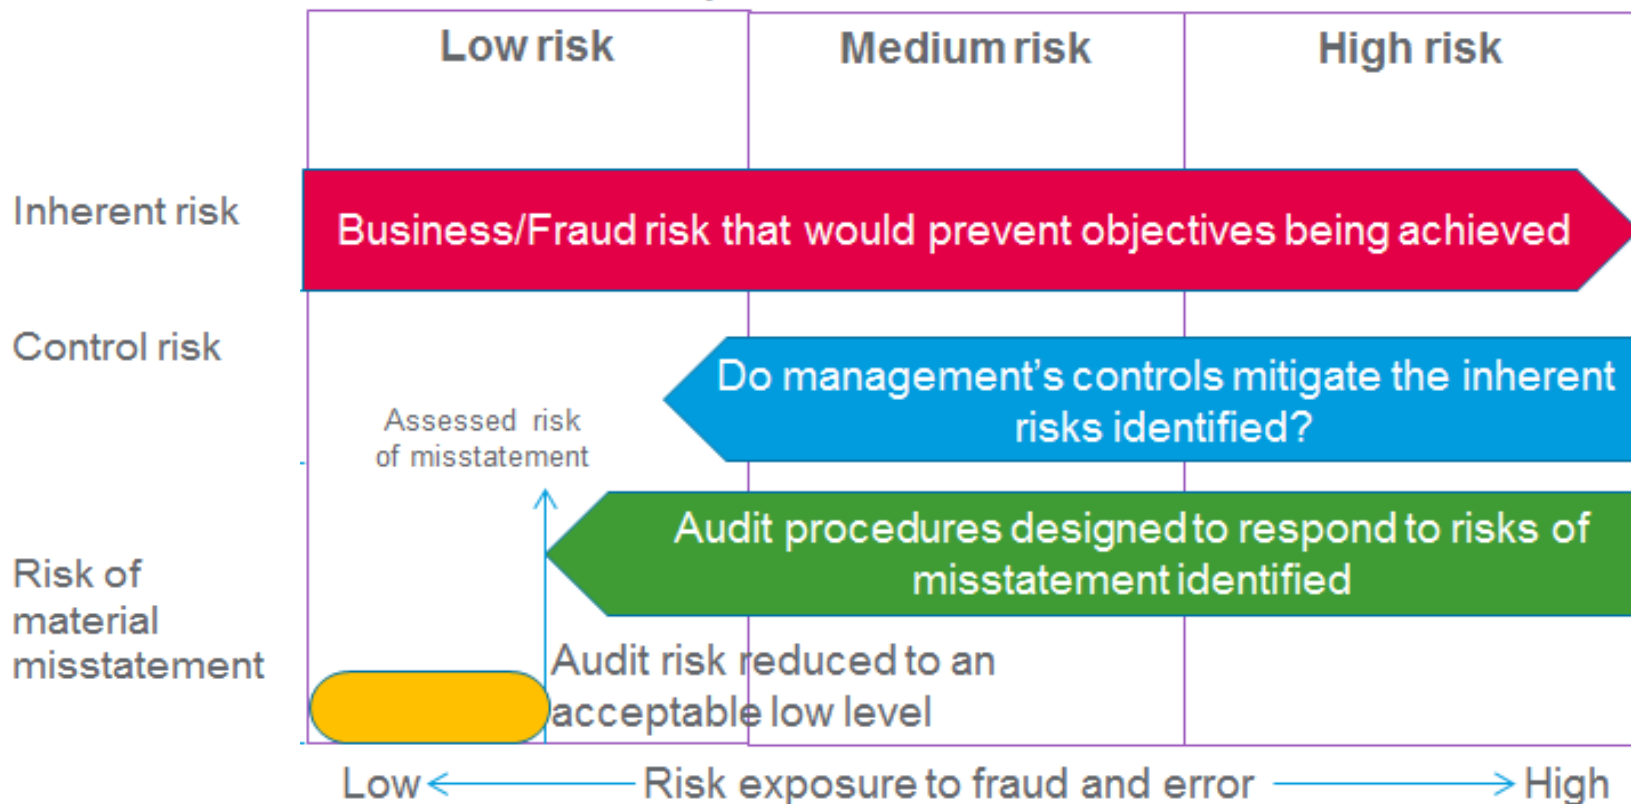 Low risk
Medium risk
High risk
Inherent risk
Business/Fraud risk that would prevent objectives being achieved
Control risk
Do management's controls mitigate the inherent
risks identified?
Assessed risk
of misstatement
Audit procedures designed to respond to risks of
misstatement identified
Risk of
material
misstatement
Audit risk reduced to an
acceptable low level
Low
Risk exposure to fraud and error
High